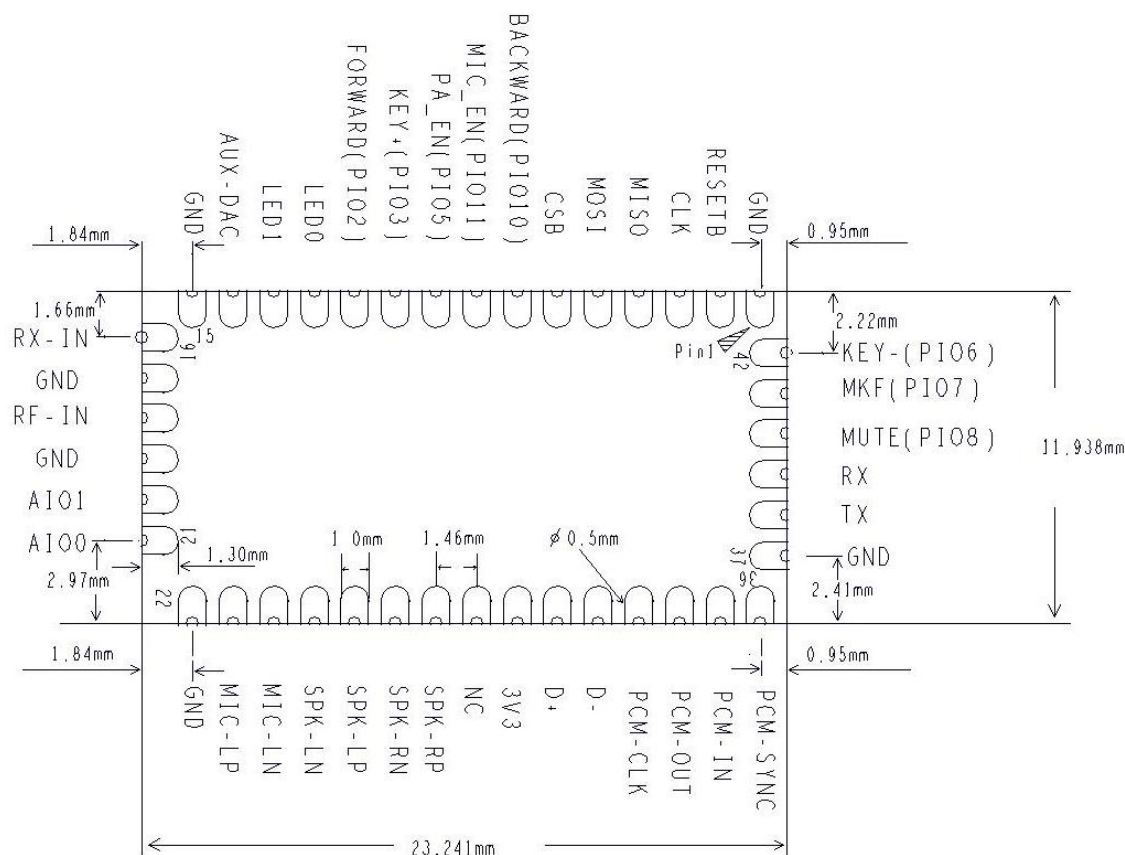 GND
AUX-DAC
LED1
LED0
FORWARD(PIO2)
KEY+(PIO3)
PA_EN(PIO5)
MIC_EN(PIO11)
BACKWARD(PIO10)
CSB
MOSI
MISO
CLK
RESETB
GND
1.84mm
0.95mm
1.66mm
2.22mm
15
Pin1
42
16
RX-IN
GND
RF-IN
GND
AIO1
AIO0
KEY-(PIO6)
MKF(PIO7)
MUTE(PIO8)
RX
TX
GND
11.938mm
21
1.30mm
1.0mm
1.46mm
ϕ 0.5mm
37
36
2.97mm
22
2.41mm
1.84mm
0.95mm
GND
MIC-LP
MIC-LN
SPK-LN
SPK-LP
SPK-RN
SPK-RP
NC
3V3
D+
D-
PCM-CLK
PCM-OUT
PCM-IN
PCM-SYNC
23.241mm